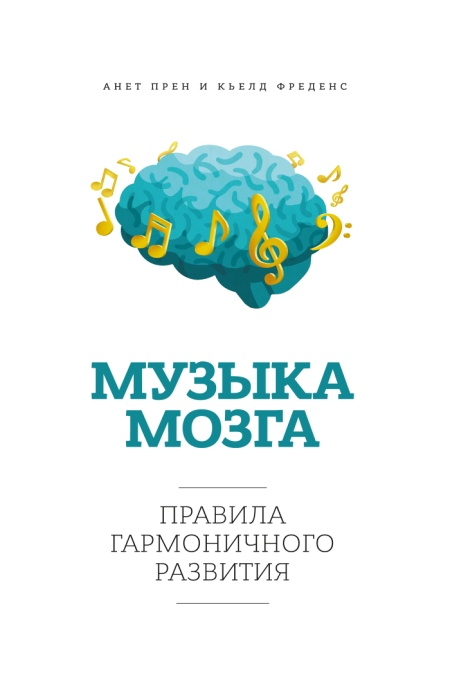 АНЕТ ПРЕН И КЬЕЛД ФРЕДЕНС
МУЗЫКА
МОЗГА
ПРАВИЛА
ГАРМОНИЧНОГО
РАЗВИТИЯ